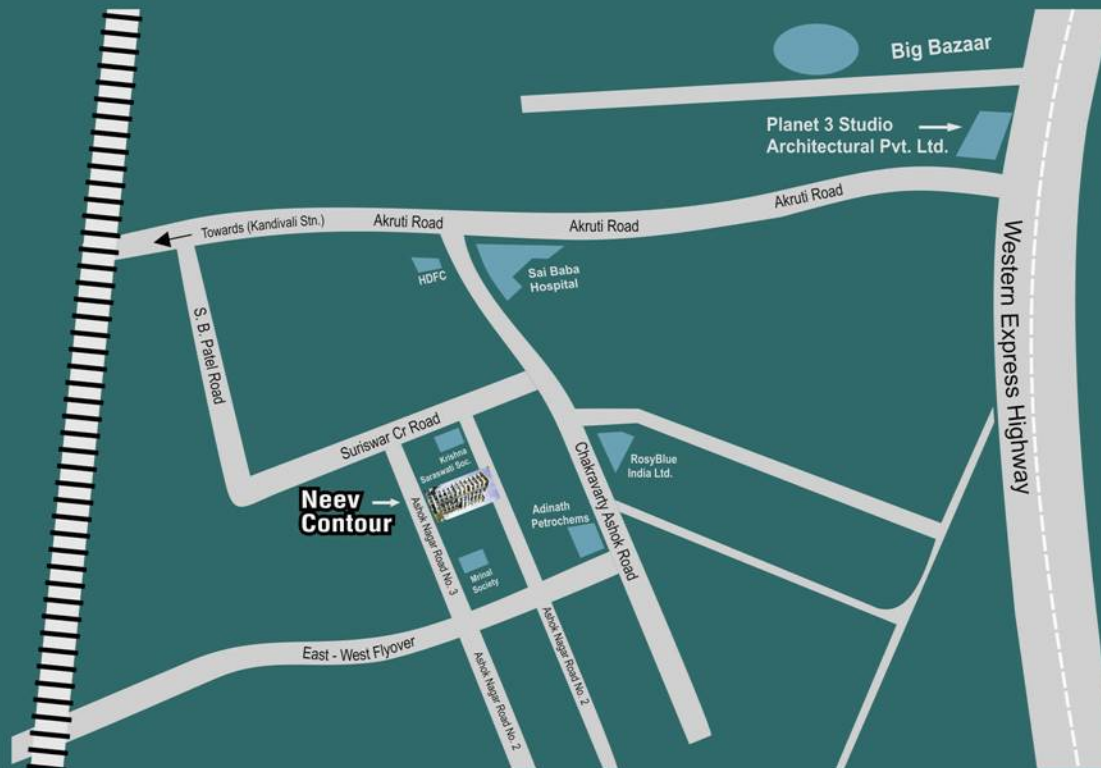 Big Bazaar
Planet 3 Studio
Architectural Pvt. Ltd.
Akruti Road
Akruti Road
Akruti Road
Towards (Kandivali Stn.)
HDFC
Sai Baba
Hospital
Western Express Highway
S. B. Patel Road
Suriswar Cr Road
Krishna
Saraswati Soc.
RosyBlue
India Ltd.
Chakravarty Ashok Road
Neev
Contour
Adinath
Petrochems
Ashok Nagar Road No. 3
Mrinal
Society
East - West Flyover
Ashok Nagar Road No. 2
Ashok Nagar Road No. 2